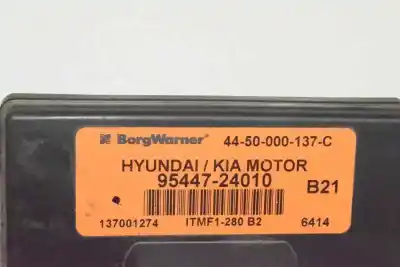 BorgWarner 44-50-000-137-C
HYUNDAI / KIA MOTOR
95447-24010 B21
137001274 ITMF1-280 B2 6414